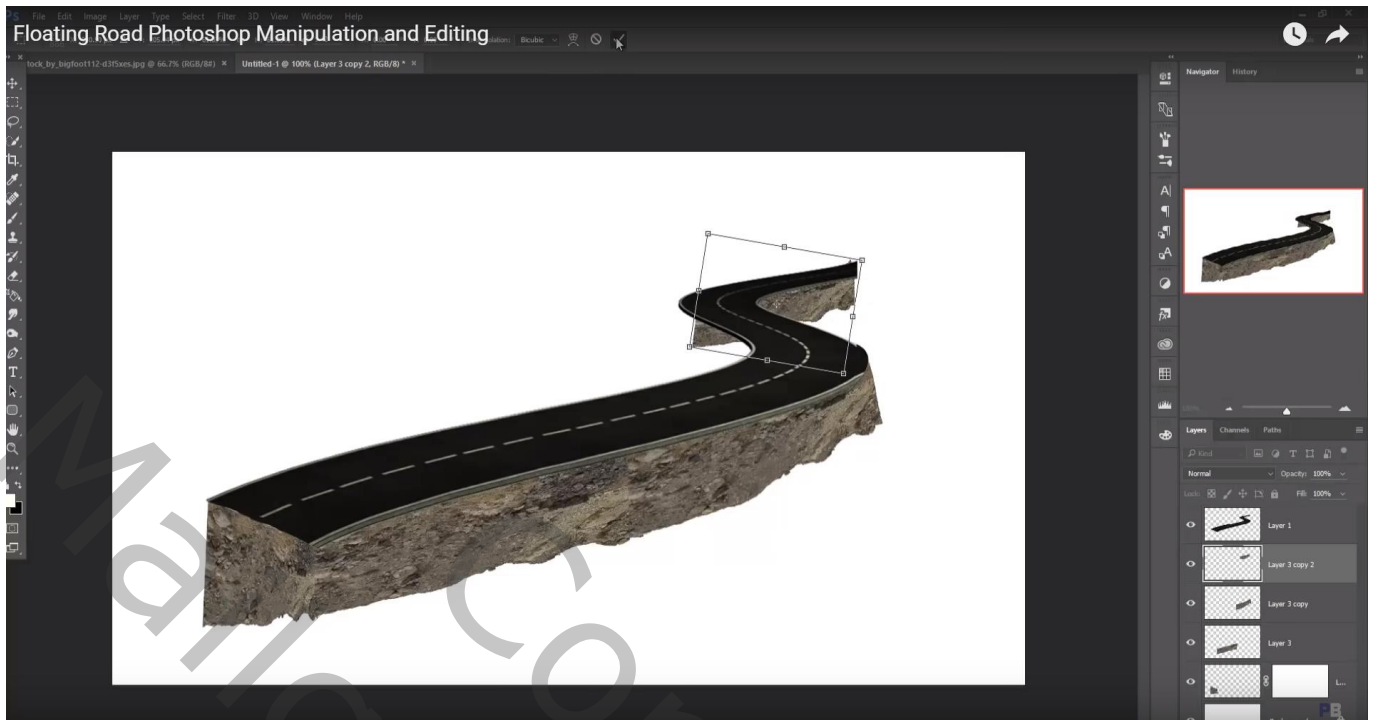 File Edit Image Layer Type Select Filter 3D View Window Help
Floating Road Photoshop Manipulation and Editing
Bicubic
tock_by_bigfoot112-d3f5xes.jpg @ 66.7% (RGB/8#) × Untitled-1 @ 100% (Layer 3 copy 2, RGB/8) * ×
Navigator History
Layers Channels Paths
Kind
Normal Opacity: 100%
Lock: Fill: 100%
Layer 1
Layer 3 copy 2
Layer 3 copy
Layer 3
L...
PB